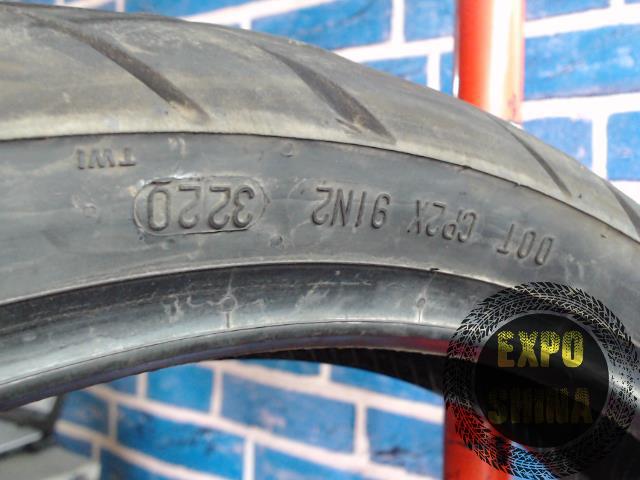 DOT CP2X 91N2 3220
TWI
EXPO
SHINA